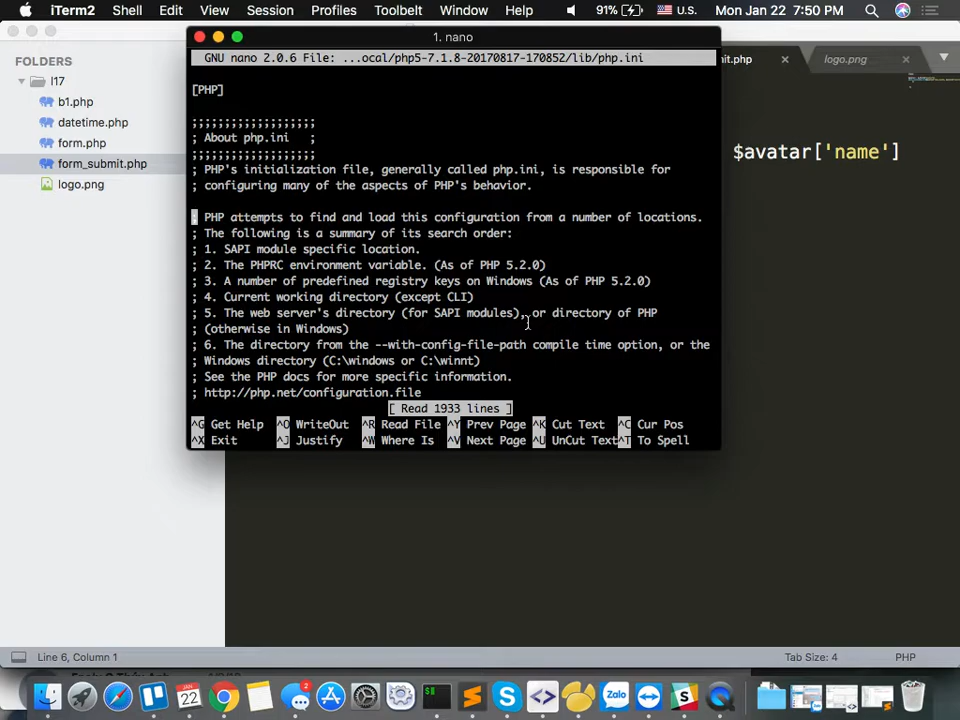 iTerm2 Shell Edit View Session Profiles Toolbelt Window Help 91% U.S. Mon Jan 22 7:50 PM
1. nano
FOLDERS
l17
b1.php
datetime.php
form.php
form_submit.php
logo.png
GNU nano 2.0.6 File: ...ocal/php5-7.1.8-20170817-170852/lib/php.ini
[PHP]
;;;;;;;;;;;;;;;;;;;
; About php.ini   ;
;;;;;;;;;;;;;;;;;;;
; PHP's initialization file, generally called php.ini, is responsible for
; configuring many of the aspects of PHP's behavior.
; PHP attempts to find and load this configuration from a number of locations.
; The following is a summary of its search order:
; 1. SAPI module specific location.
; 2. The PHPRC environment variable. (As of PHP 5.2.0)
; 3. A number of predefined registry keys on Windows (As of PHP 5.2.0)
; 4. Current working directory (except CLI)
; 5. The web server's directory (for SAPI modules), or directory of PHP
; (otherwise in Windows)
; 6. The directory from the --with-config-file-path compile time option, or the
; Windows directory (C:\windows or C:\winnt)
; See the PHP docs for more specific information.
; http://php.net/configuration.file
[ Read 1933 lines ]
^G Get Help ^O WriteOut ^R Read File ^Y Prev Page ^K Cut Text ^C Cur Pos
^X Exit ^J Justify ^W Where Is ^V Next Page ^U UnCut Text ^T To Spell
mit.php
logo.png
$avatar['name']
Line 6, Column 1
Tab Size: 4
PHP
22
2
Zalo